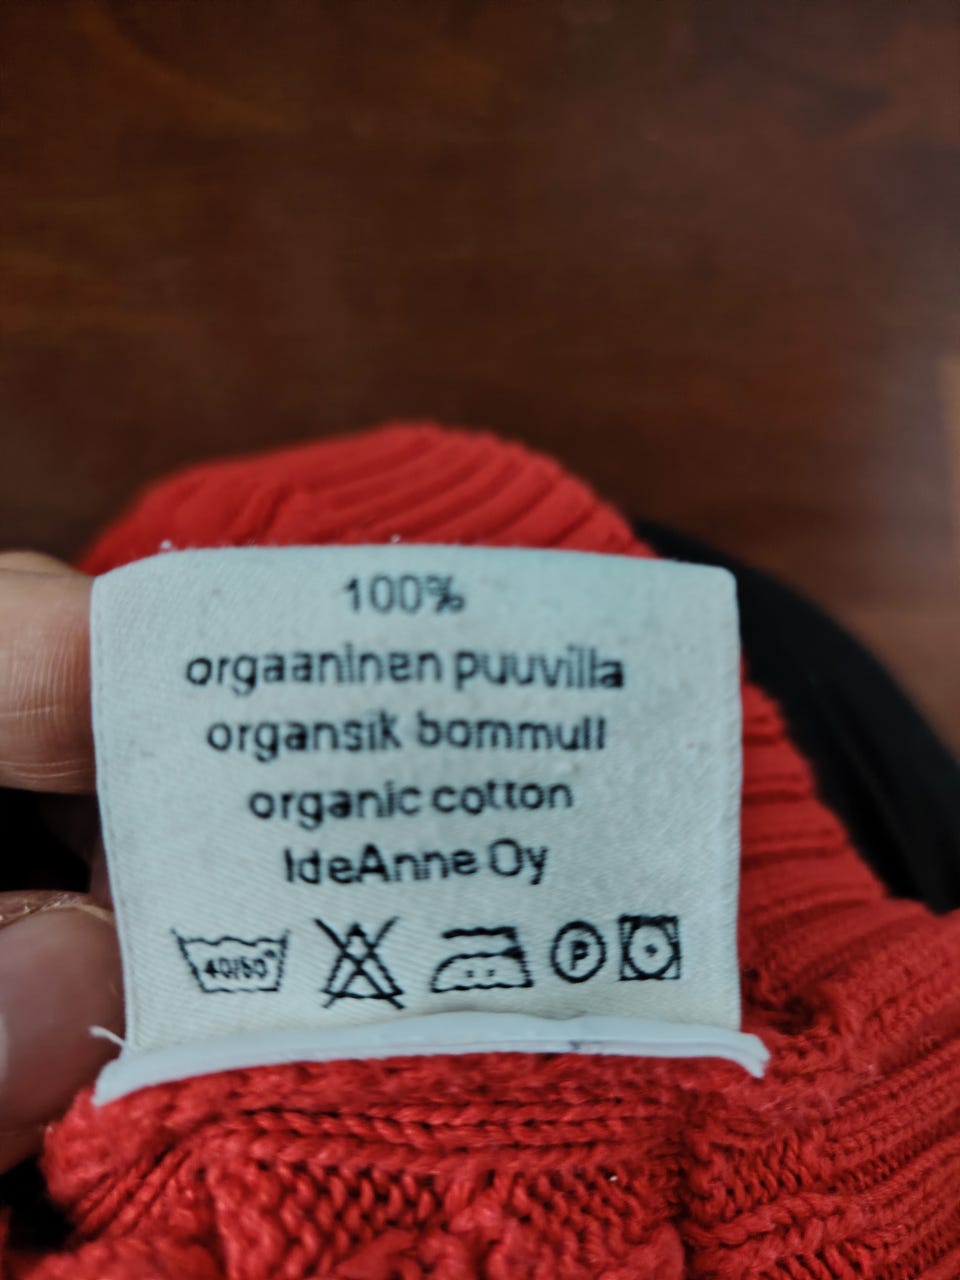 100%
orgaaninen puuvilla
organsik bommull
organic cotton
IdeAnne Oy
40/60°
P